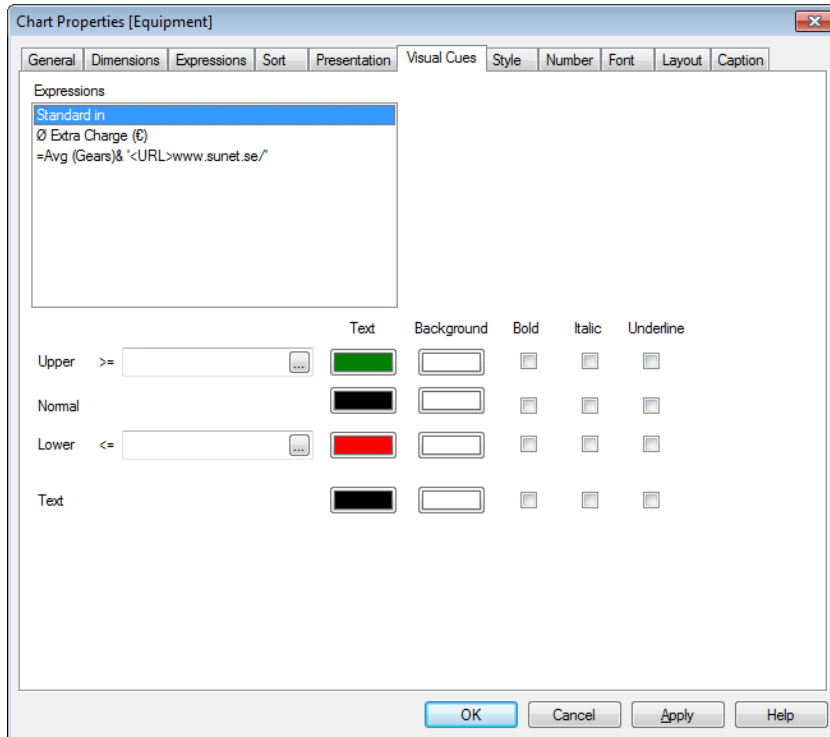 Chart Properties [Equipment]
General Dimensions Expressions Sort Presentation Visual Cues Style Number Font Layout Caption
Expressions
Standard in
Ø Extra Charge (€)
=Avg (Gears)& '<URL>www.sunet.se/'
Text Background Bold Italic Underline
Upper >= ...
Normal
Lower <= ...
Text
OK Cancel Apply Help